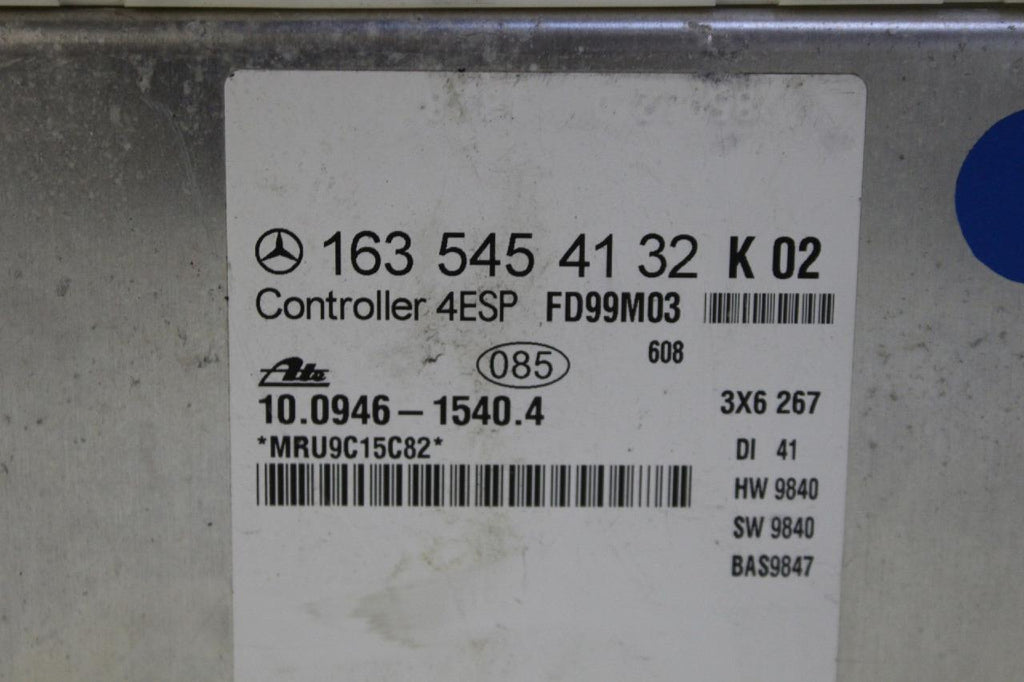 163 545 41 32 K 02
Controller 4ESP FD99M03
608
085
Ate
10.0946-1540.4
3X6 267
*MRU9C15C82*
DI 41
HW 9840
SW 9840
BAS9847